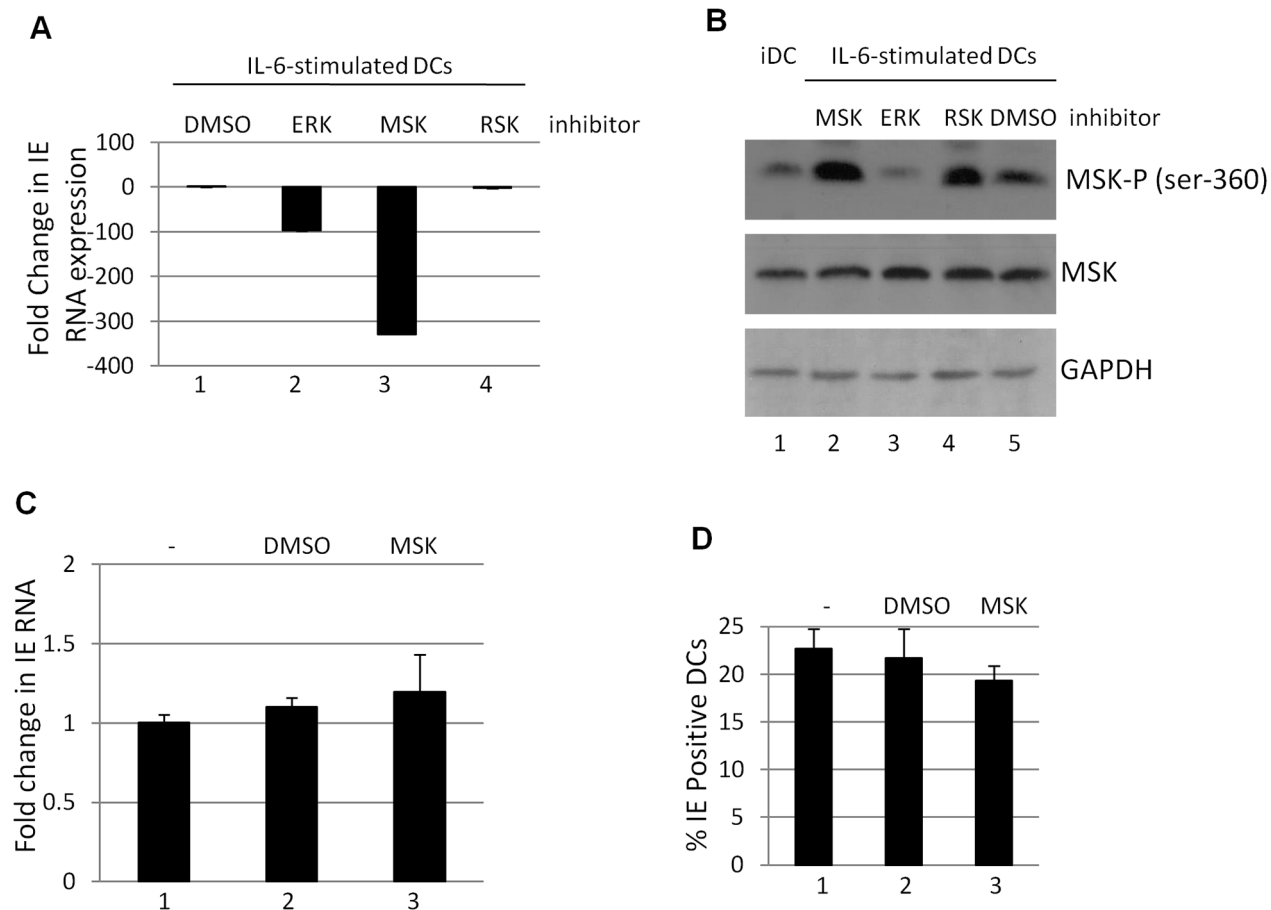 A
IL-6-stimulated DCs
DMSO ERK MSK RSK inhibitor
Fold Change in IE
RNA expression
100
0
-100
-200
-300
-400
1 2 3 4
B
iDC IL-6-stimulated DCs
MSK ERK RSK DMSO inhibitor
MSK-P (ser-360)
MSK
GAPDH
1 2 3 4 5
C
- DMSO MSK
Fold change in IE RNA
2
1.5
1
0.5
0
1 2 3
D
- DMSO MSK
% IE Positive DCs
25
20
15
10
5
0
1 2 3